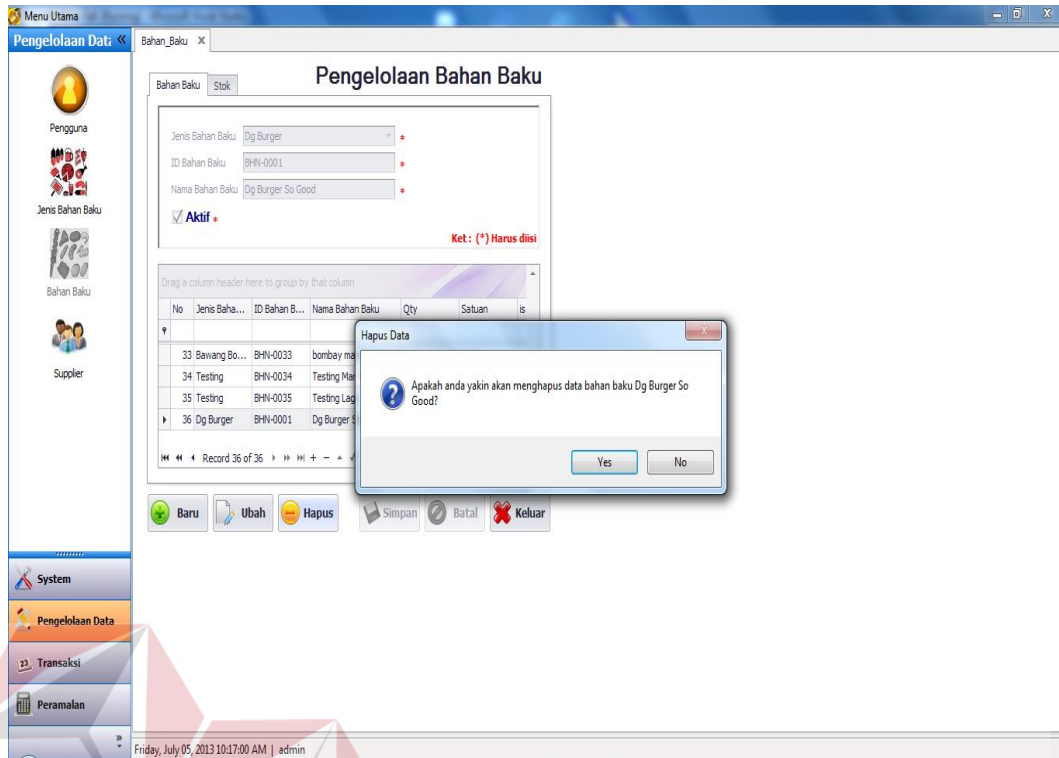 Menu Utama
Pengelolaan Data «
Pengguna
Jenis Bahan Baku
Bahan Baku
Supplier
System
Pengelolaan Data
23 Transaksi
Peramalan
Bahan_Baku
Bahan Baku Stok
Pengelolaan Bahan Baku
Jenis Bahan Baku Dg Burger *
ID Bahan Baku BHN-0001 *
Nama Bahan Baku Dg Burger So Good *
Aktif *
Ket : (*) Harus diisi
Drag a column header here to group by that column
No Jenis Baha... ID Bahan B... Nama Bahan Baku Qty Satuan is
33 Bawang Bo... BHN-0033 bombay ma
34 Testing BHN-0034 Testing Mar
35 Testing BHN-0035 Testing Lag
36 Dg Burger BHN-0001 Dg Burger S
Record 36 of 36
Hapus Data
Apakah anda yakin akan menghapus data bahan baku Dg Burger So
Good?
Yes No
Baru Ubah Hapus Simpan Batal Keluar
Friday, July 05, 2013 10:17:00 AM | admin